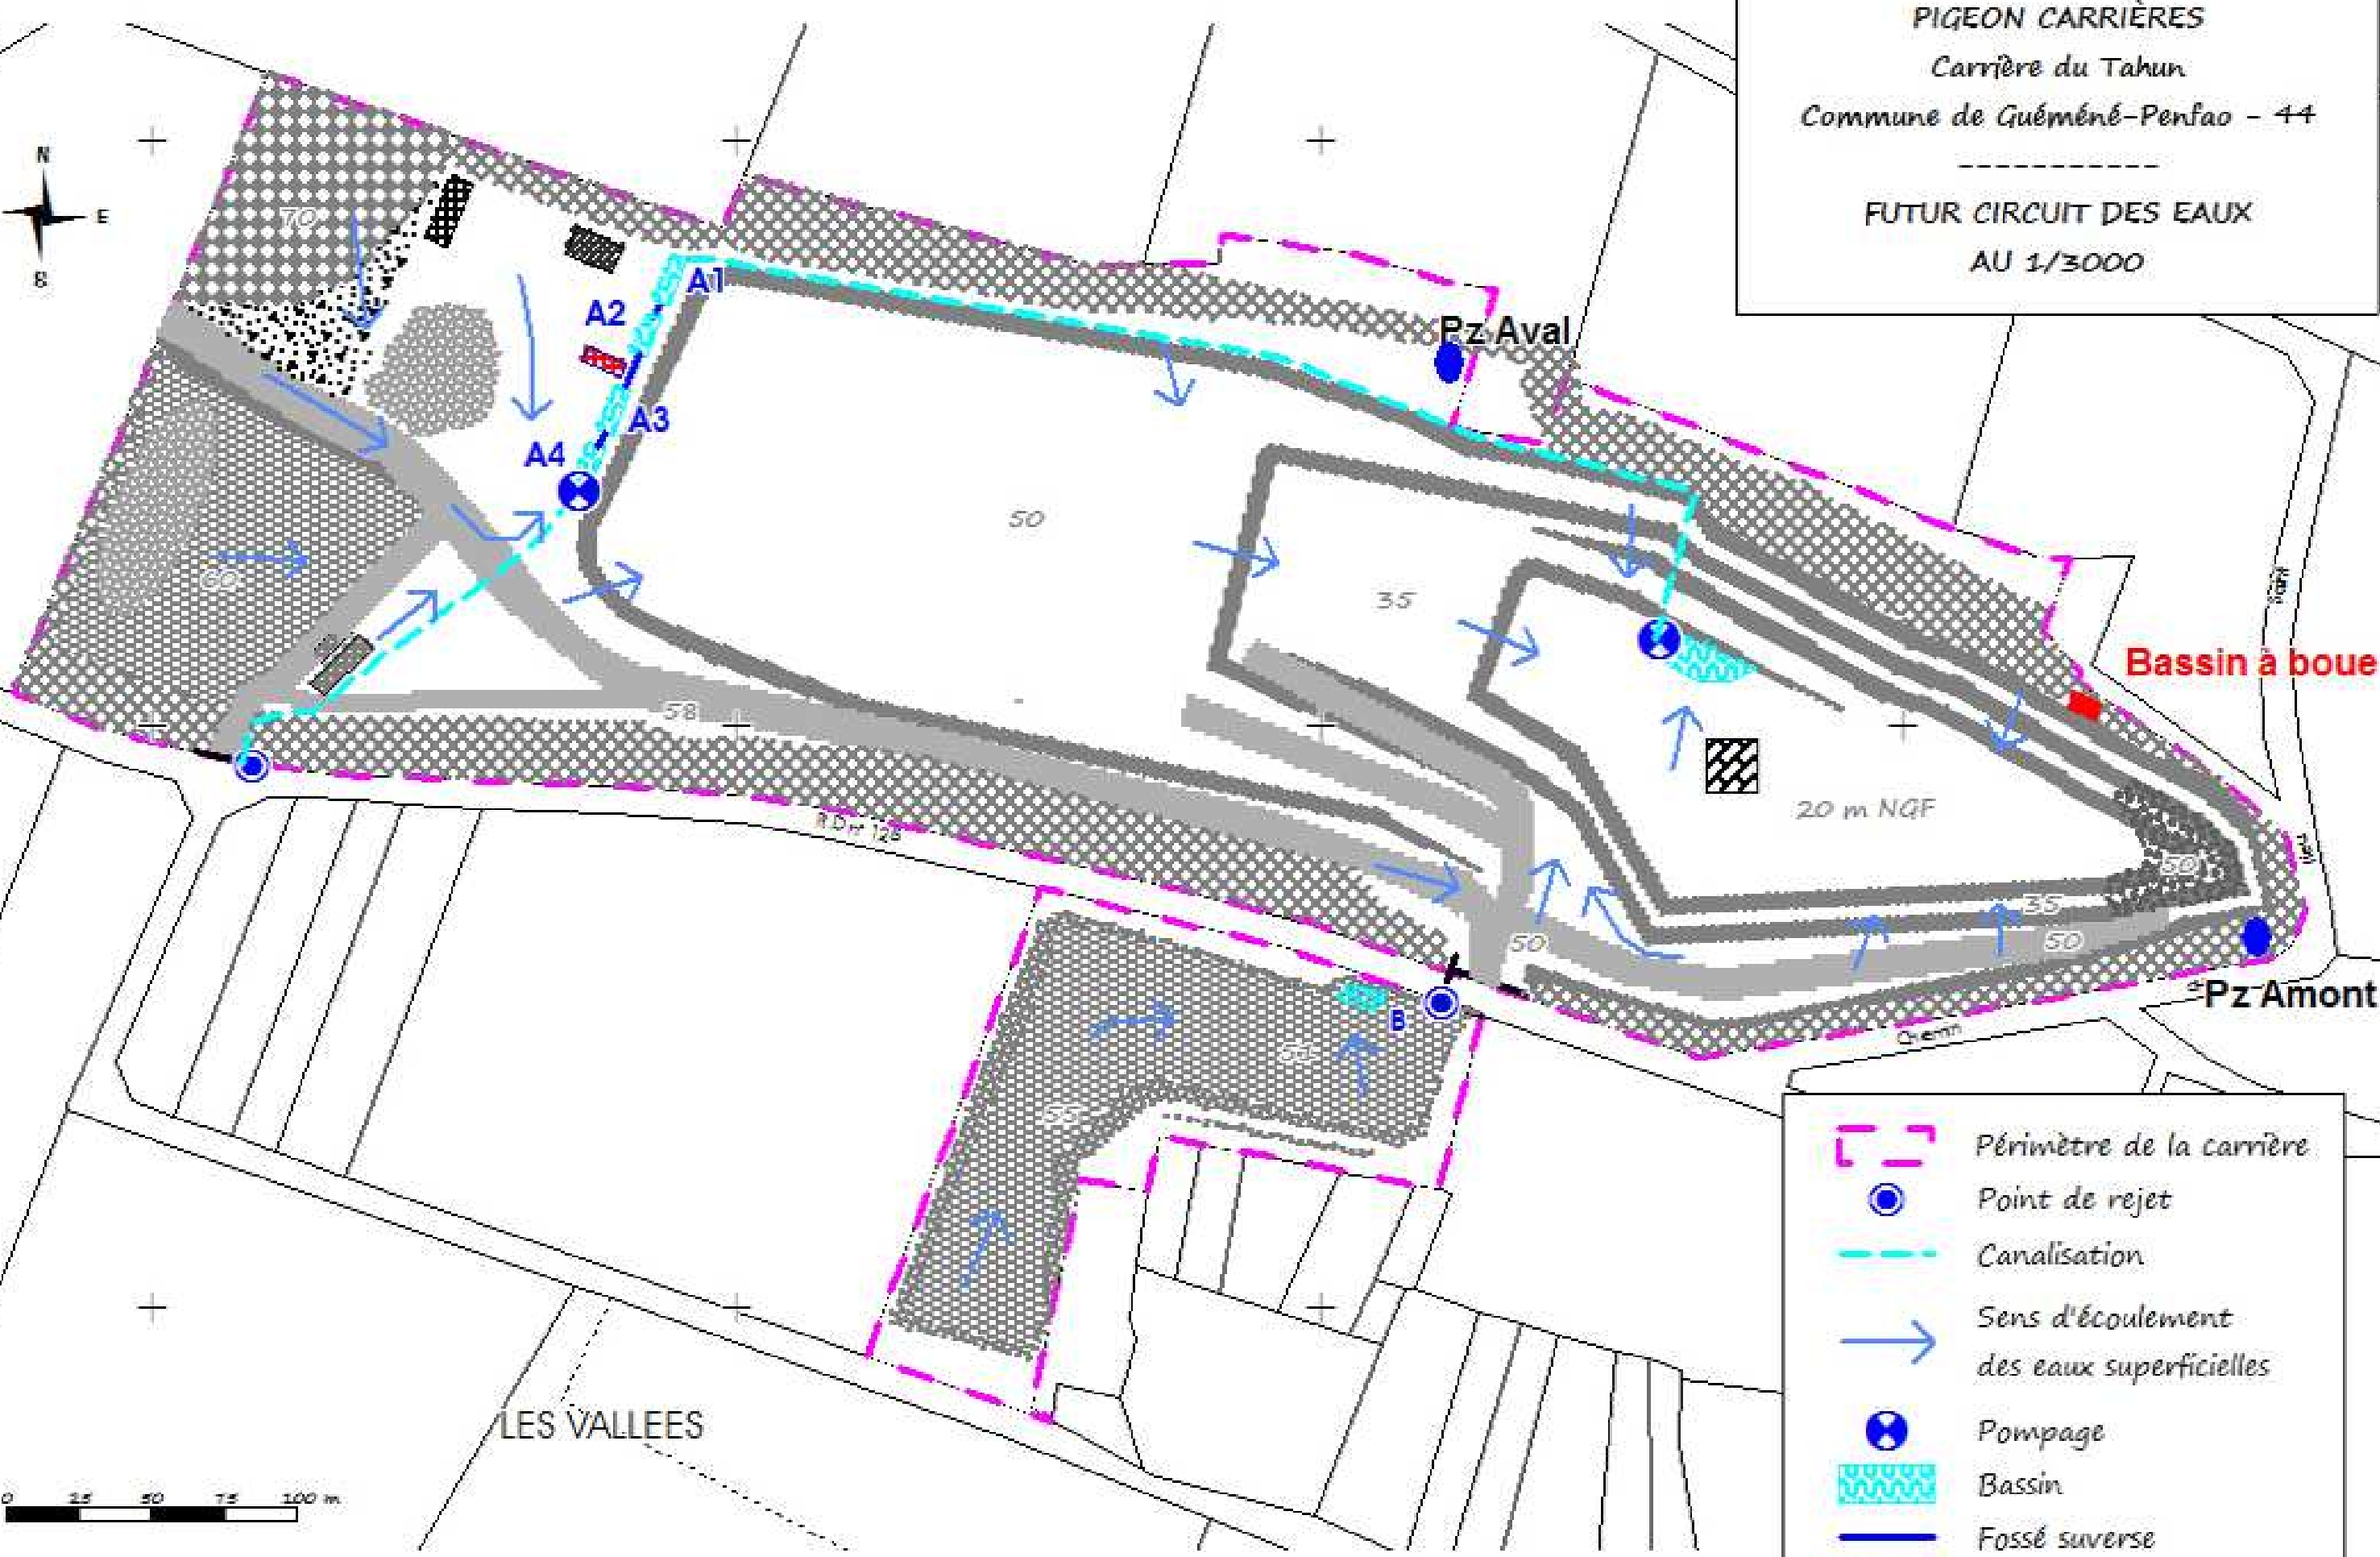 PIGEON CARRIÈRES
Carrière du Tahun
Commune de Guéméné-Penfao - 44
-----------
FUTUR CIRCUIT DES EAUX
AU 1/3000
N
E
S
70
A1
A2
A3
A4
Pz Aval
50
35
60
58
Bassin à boue
20 m NGF
R.D n° 125
50
35
50
50
Pz Amont
Chemin
B
55
55
LES VALLEES
0 25 50 75 100 m
Périmètre de la carrière
Point de rejet
Canalisation
Sens d'écoulement
des eaux superficielles
Pompage
Bassin
Fossé suverse